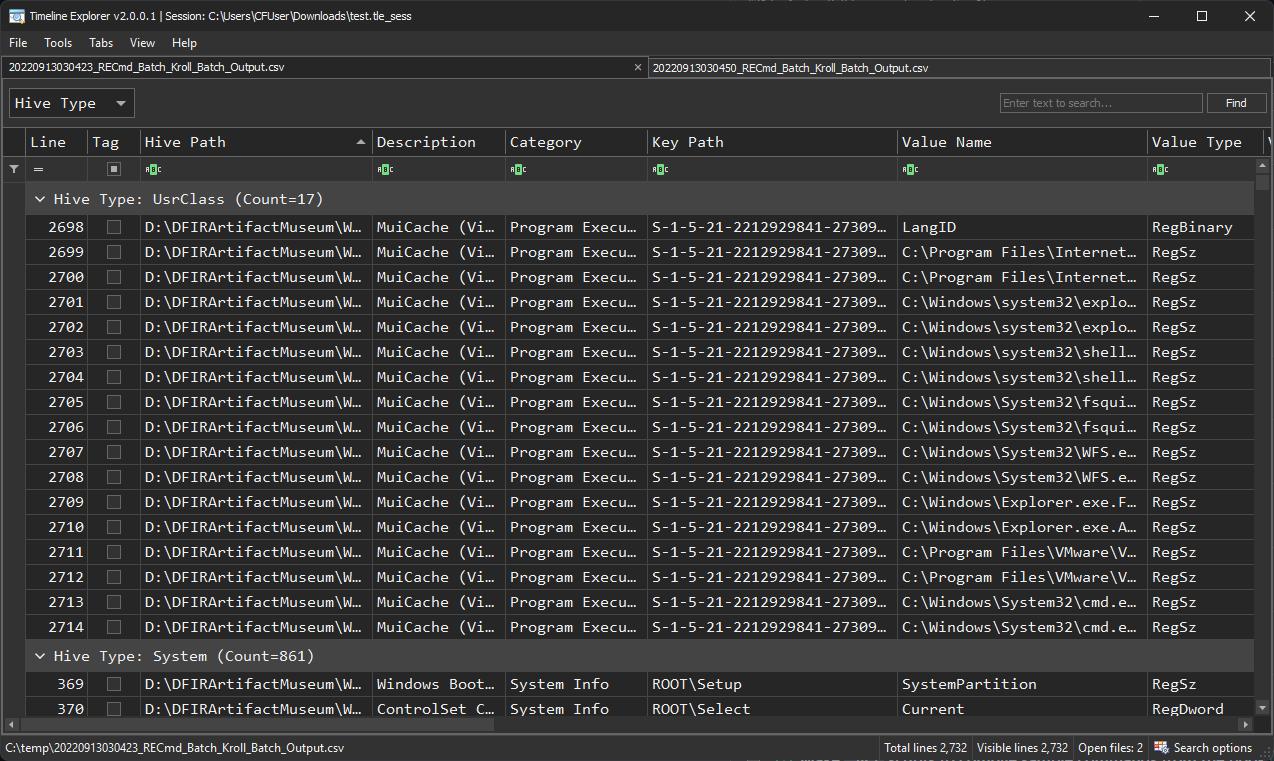 Timeline Explorer v2.0.0.1 | Session: C:\Users\CFUser\Downloads\test.tle_sess
File Tools Tabs View Help
20220913030423_RECmd_Batch_Kroll_Batch_Output.csv × 20220913030450_RECmd_Batch_Kroll_Batch_Output.csv
Hive Type Enter text to search... Find
Line Tag Hive Path Description Category Key Path Value Name Value Type
= ABC ABC ABC ABC ABC ABC
Hive Type: UsrClass (Count=17)
2698 D:\DFIRArtifactMuseum\W… MuiCache (Vi… Program Execu… S-1-5-21-2212929841-27309… LangID RegBinary
2699 D:\DFIRArtifactMuseum\W… MuiCache (Vi… Program Execu… S-1-5-21-2212929841-27309… C:\Program Files\Internet… RegSz
2700 D:\DFIRArtifactMuseum\W… MuiCache (Vi… Program Execu… S-1-5-21-2212929841-27309… C:\Program Files\Internet… RegSz
2701 D:\DFIRArtifactMuseum\W… MuiCache (Vi… Program Execu… S-1-5-21-2212929841-27309… C:\Windows\system32\explo… RegSz
2702 D:\DFIRArtifactMuseum\W… MuiCache (Vi… Program Execu… S-1-5-21-2212929841-27309… C:\Windows\system32\explo… RegSz
2703 D:\DFIRArtifactMuseum\W… MuiCache (Vi… Program Execu… S-1-5-21-2212929841-27309… C:\Windows\system32\shell… RegSz
2704 D:\DFIRArtifactMuseum\W… MuiCache (Vi… Program Execu… S-1-5-21-2212929841-27309… C:\Windows\system32\shell… RegSz
2705 D:\DFIRArtifactMuseum\W… MuiCache (Vi… Program Execu… S-1-5-21-2212929841-27309… C:\Windows\System32\fsqui… RegSz
2706 D:\DFIRArtifactMuseum\W… MuiCache (Vi… Program Execu… S-1-5-21-2212929841-27309… C:\Windows\System32\fsqui… RegSz
2707 D:\DFIRArtifactMuseum\W… MuiCache (Vi… Program Execu… S-1-5-21-2212929841-27309… C:\Windows\System32\WFS.e… RegSz
2708 D:\DFIRArtifactMuseum\W… MuiCache (Vi… Program Execu… S-1-5-21-2212929841-27309… C:\Windows\System32\WFS.e… RegSz
2709 D:\DFIRArtifactMuseum\W… MuiCache (Vi… Program Execu… S-1-5-21-2212929841-27309… C:\Windows\Explorer.exe.F… RegSz
2710 D:\DFIRArtifactMuseum\W… MuiCache (Vi… Program Execu… S-1-5-21-2212929841-27309… C:\Windows\Explorer.exe.A… RegSz
2711 D:\DFIRArtifactMuseum\W… MuiCache (Vi… Program Execu… S-1-5-21-2212929841-27309… C:\Program Files\VMware\V… RegSz
2712 D:\DFIRArtifactMuseum\W… MuiCache (Vi… Program Execu… S-1-5-21-2212929841-27309… C:\Program Files\VMware\V… RegSz
2713 D:\DFIRArtifactMuseum\W… MuiCache (Vi… Program Execu… S-1-5-21-2212929841-27309… C:\Windows\System32\cmd.e… RegSz
2714 D:\DFIRArtifactMuseum\W… MuiCache (Vi… Program Execu… S-1-5-21-2212929841-27309… C:\Windows\System32\cmd.e… RegSz
Hive Type: System (Count=861)
369 D:\DFIRArtifactMuseum\W… Windows Boot… System Info ROOT\Setup SystemPartition RegSz
370 D:\DFIRArtifactMuseum\W… ControlSet C… System Info ROOT\Select Current RegDword
C:\temp\20220913030423_RECmd_Batch_Kroll_Batch_Output.csv Total lines 2,732 Visible lines 2,732 Open files: 2 Search options